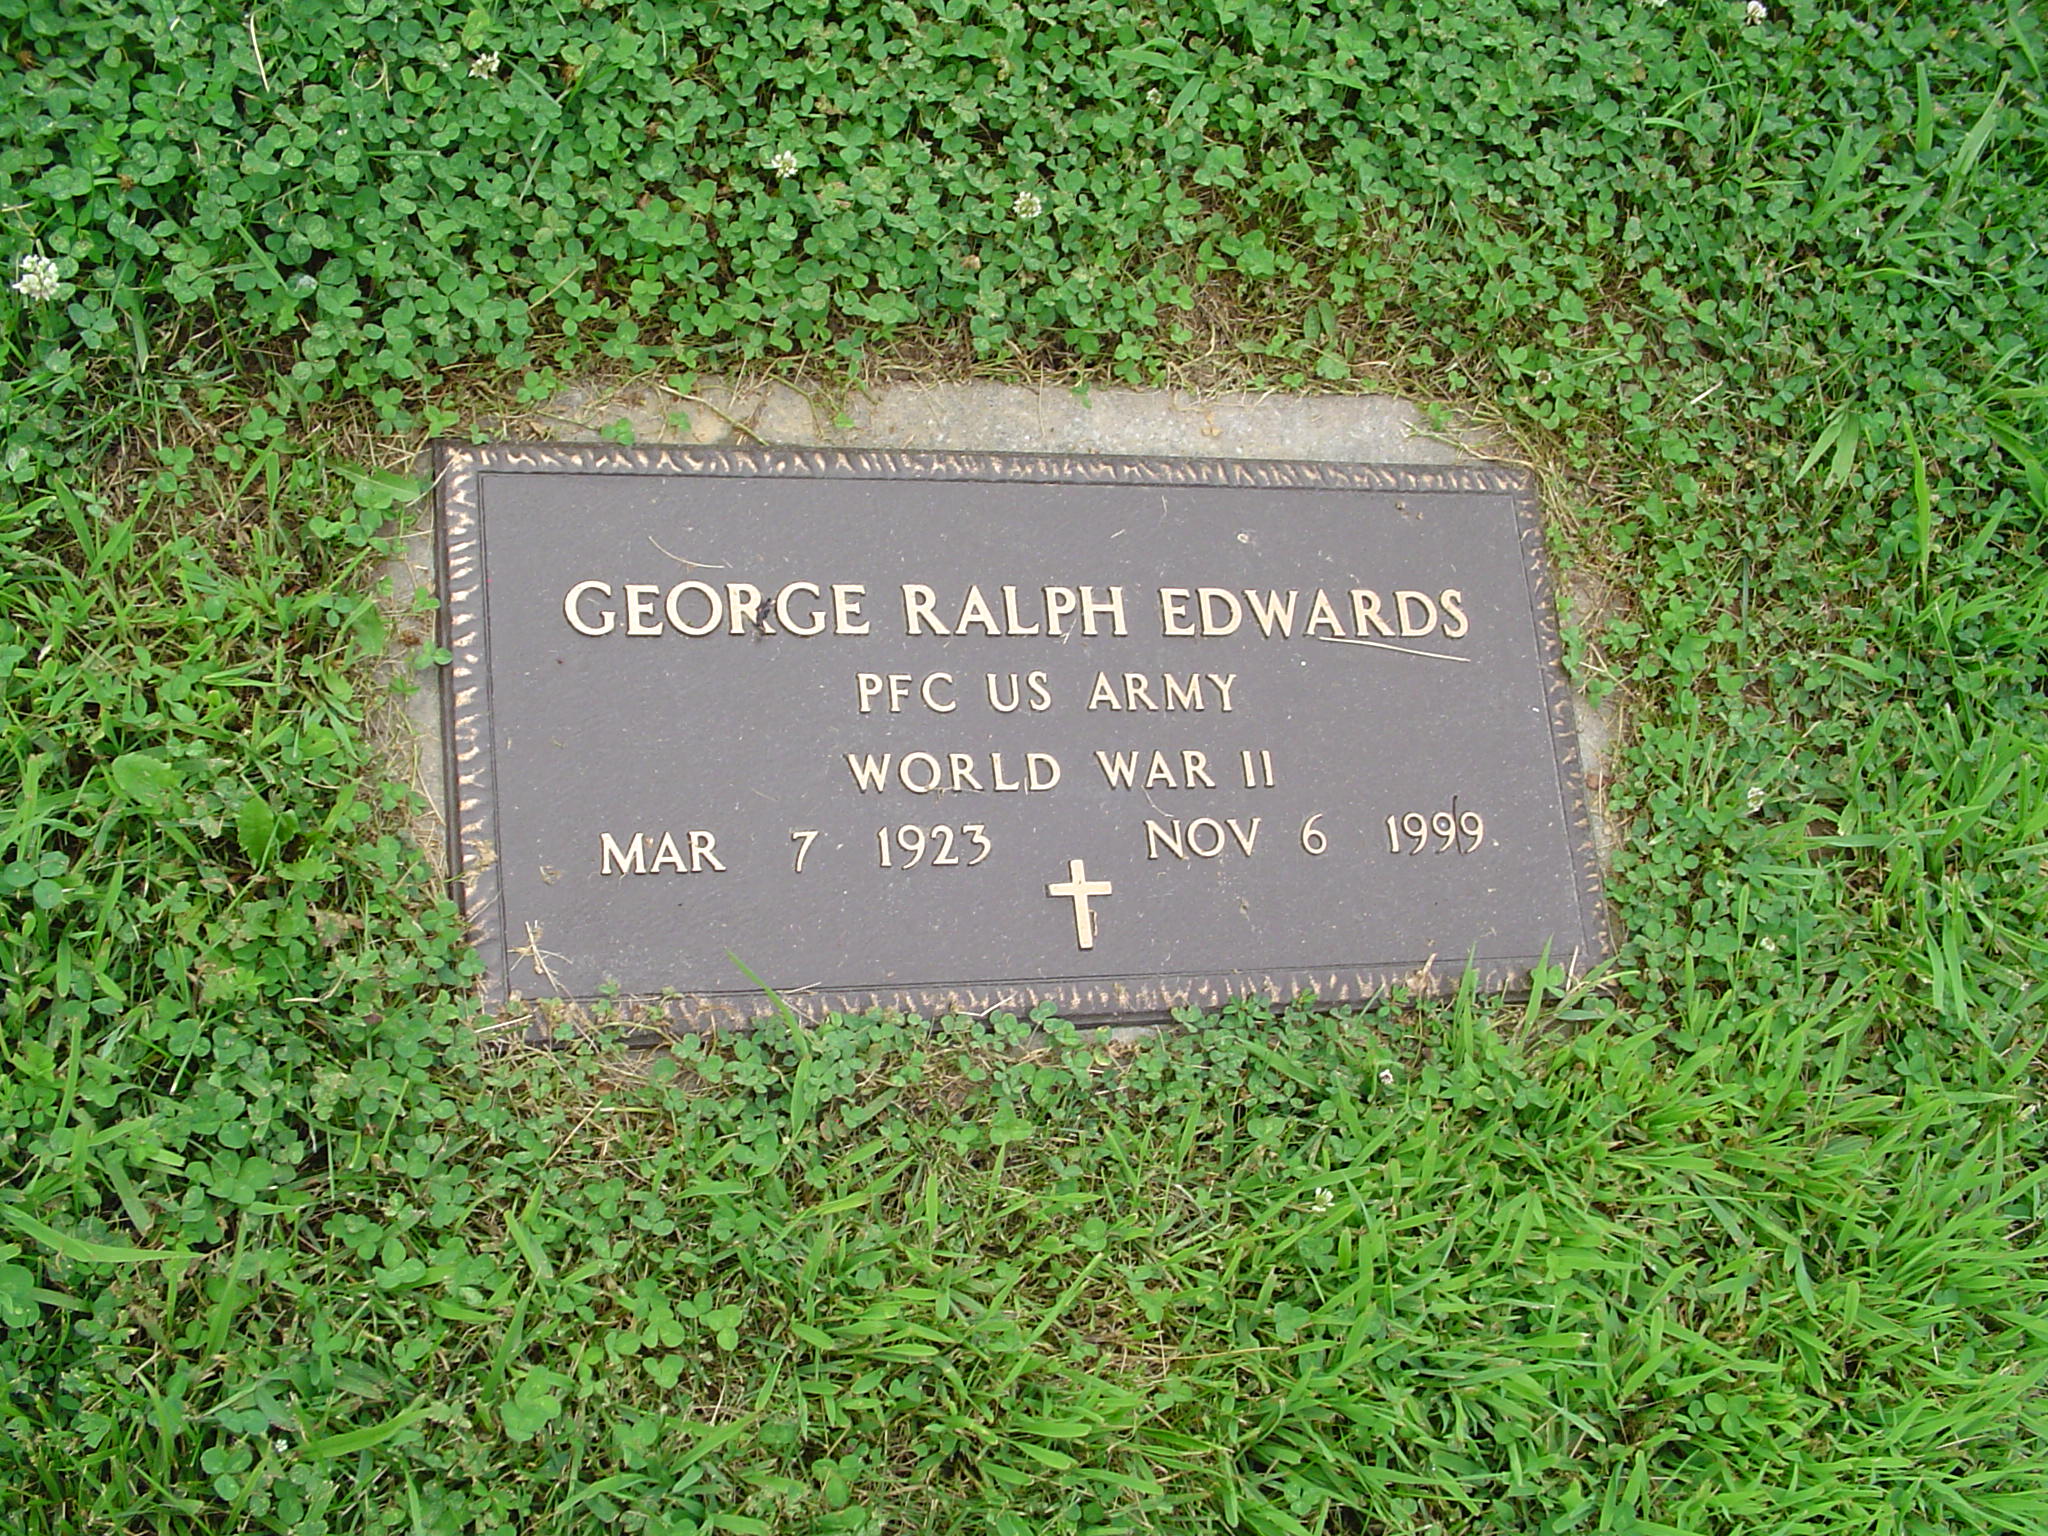 GEORGE RALPH EDWARDS
PFC US ARMY
WORLD WAR II
MAR 7 1923 NOV 6 1999